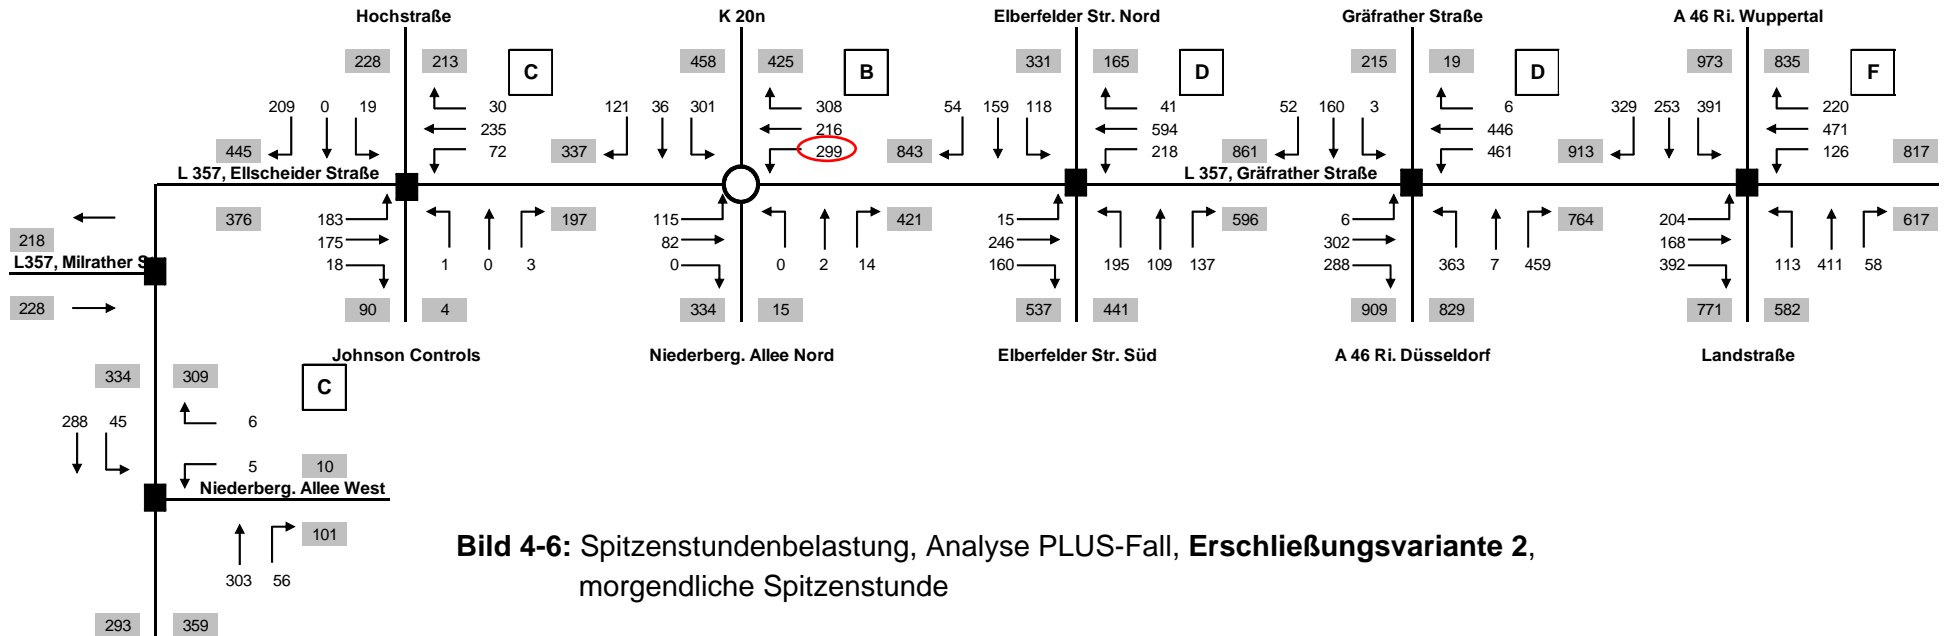 Hochstraße K 20n Elberfelder Str. Nord Gräfrather Straße A 46 Ri. Wuppertal
228 213 C 458 425 B 331 165 D 215 19 D 973 835 F
209 0 19 30 121 36 301 308 54 159 118 41 52 160 3 6 329 253 391 220
235 216 594 446 471
445 72 337 299 843 218 861 461 913 126 817
L 357, Ellscheider Straße L 357, Gräfrather Straße
376 183 197 115 421 15 596 6 764 204 617
175 82 246 302 168
18 1 0 3 0 0 2 14 160 195 109 137 288 363 7 459 392 113 411 58
90 4 334 15 537 441 909 829 771 582
Johnson Controls Niederberg. Allee Nord Elberfelder Str. Süd A 46 Ri. Düsseldorf Landstraße
218
L357, Milrather S
228
334 309 C
288 45 6
5 10
Niederberg. Allee West
101
303 56
293 359
Bild 4-6: Spitzenstundenbelastung, Analyse PLUS-Fall, Erschließungsvariante 2,
morgendliche Spitzenstunde